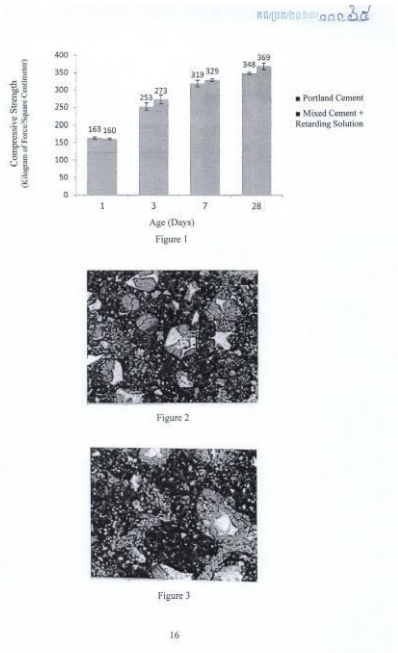 400
350
300
250
200
150
100
50
0
Compressive Strength
(Kilogram of Force/Square Centimeter)
163 160
253 273
319 329
348 369
1 3 7 28
Age (Days)
■ Portland Cement
■ Mixed Cement +
Retarding Solution
Figure 1
Figure 2
Figure 3
16